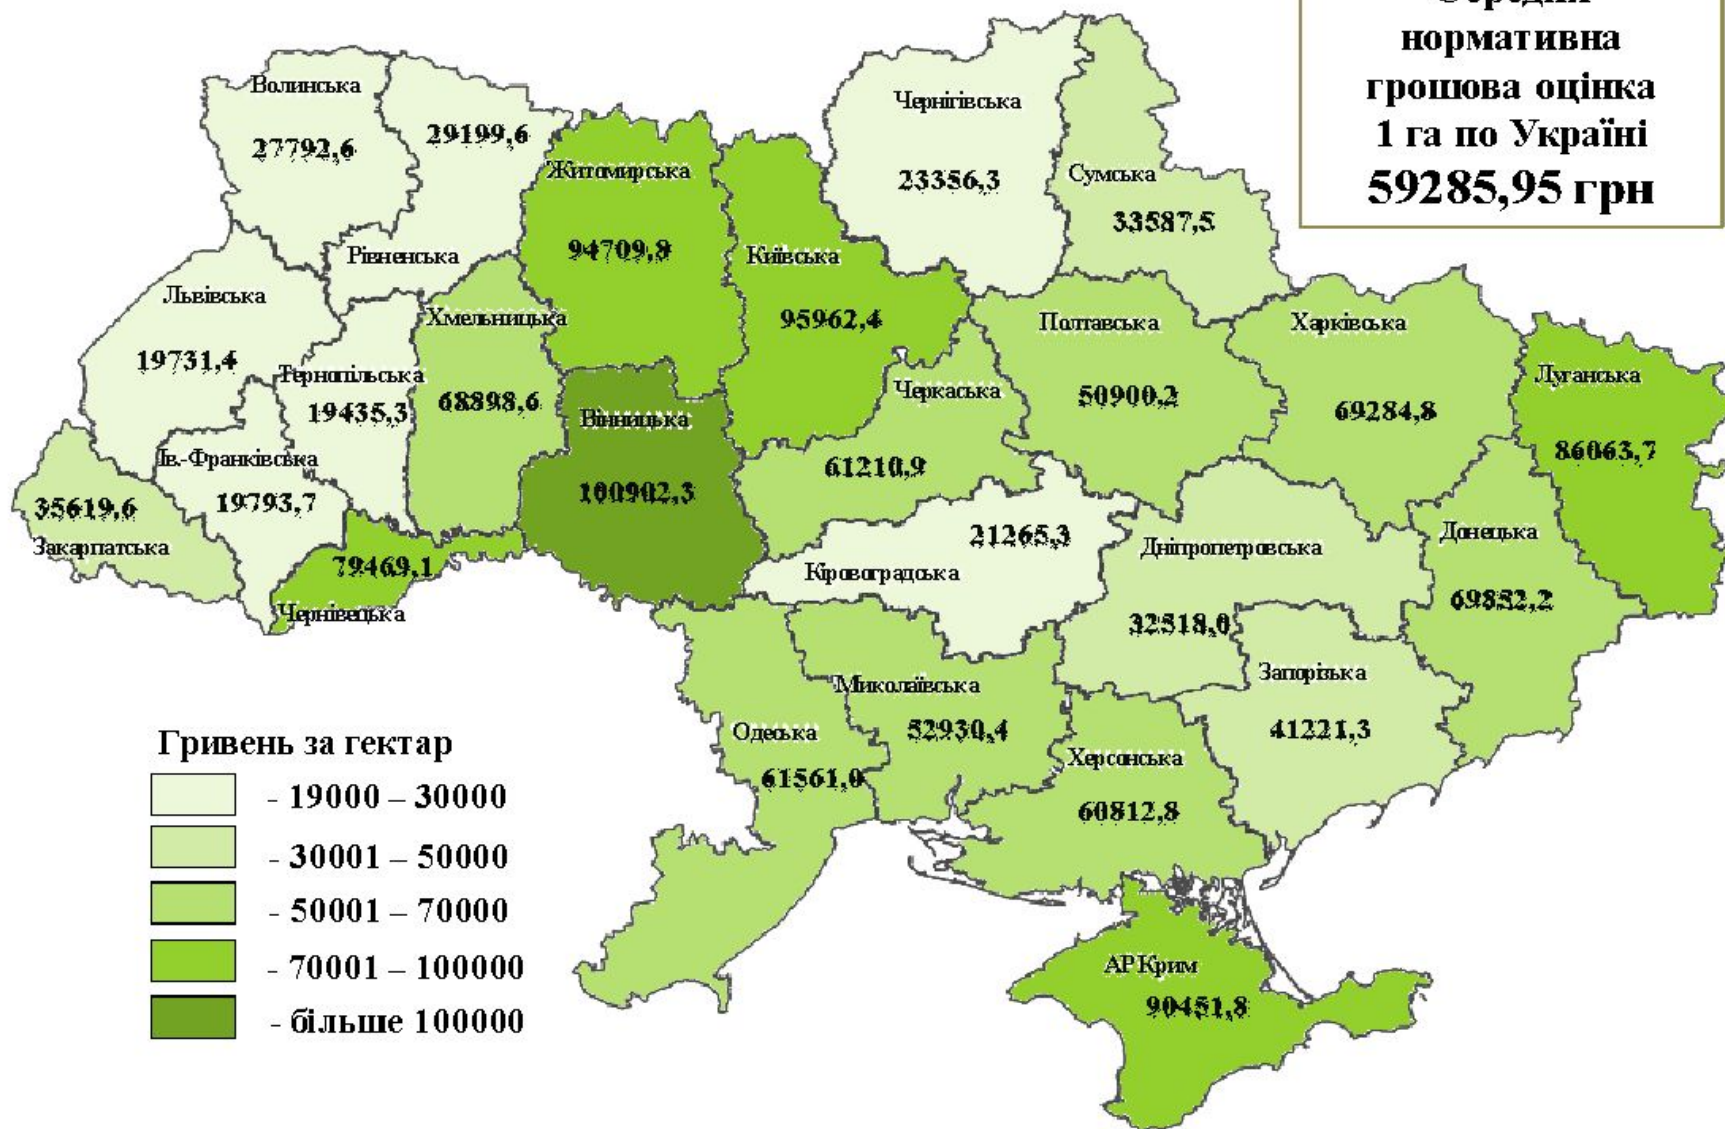 нормативна
грошова оцінка
1 га по Україні
59285,95 грн
Волинська
27792,6
29199,6
Рівненська
Житомирська
94709,8
Київська
95962,4
Чернігівська
23356,3
Сумська
33587,5
Львівська
19731,4
Тернопільська
19435,3
Хмельницька
68898,6
Вінницька
100902,3
Черкаська
61210,9
Полтавська
50900,2
Харківська
69284,8
Луганська
86063,7
Ів.-Франківська
19793,7
35619,6
Закарпатська
79469,1
Чернівецька
21265,3
Кіровоградська
Дніпропетровська
32518,0
Донецька
69852,2
Запорізька
41221,3
Миколаївська
52930,4
Одеська
61561,0
Херсонська
60812,8
АР Крим
90451,8
Гривень за гектар
- 19000 – 30000
- 30001 – 50000
- 50001 – 70000
- 70001 – 100000
- більше 100000